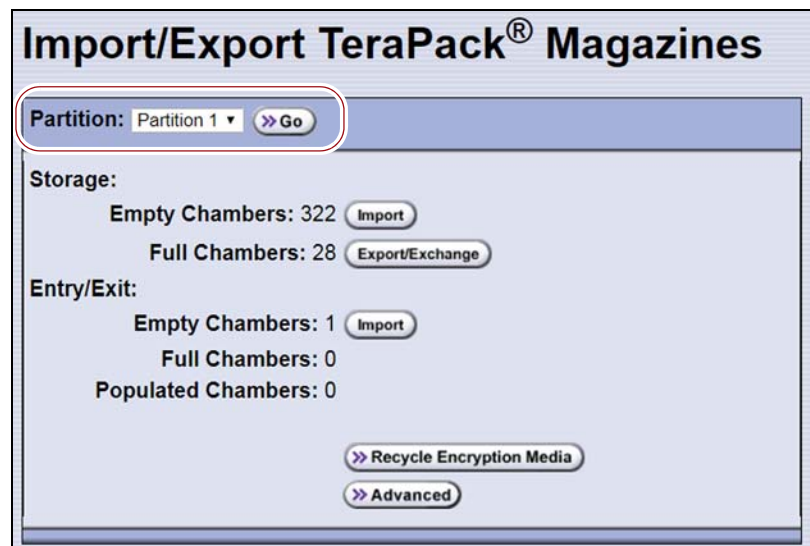 Import/Export TeraPack® Magazines
Partition: Partition 1 Go
Storage:
Empty Chambers: 322 Import
Full Chambers: 28 Export/Exchange
Entry/Exit:
Empty Chambers: 1 Import
Full Chambers: 0
Populated Chambers: 0
Recycle Encryption Media
Advanced